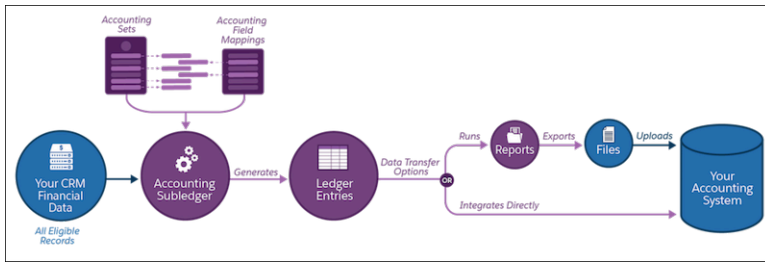 Accounting
Sets
Accounting
Field
Mappings
Your CRM
Financial
Data
All Eligible
Records
Accounting
Subledger
Generates
Ledger
Entries
Data Transfer
Options
OR
Runs
Reports
Exports
Files
Uploads
Integrates Directly
Your
Accounting
System